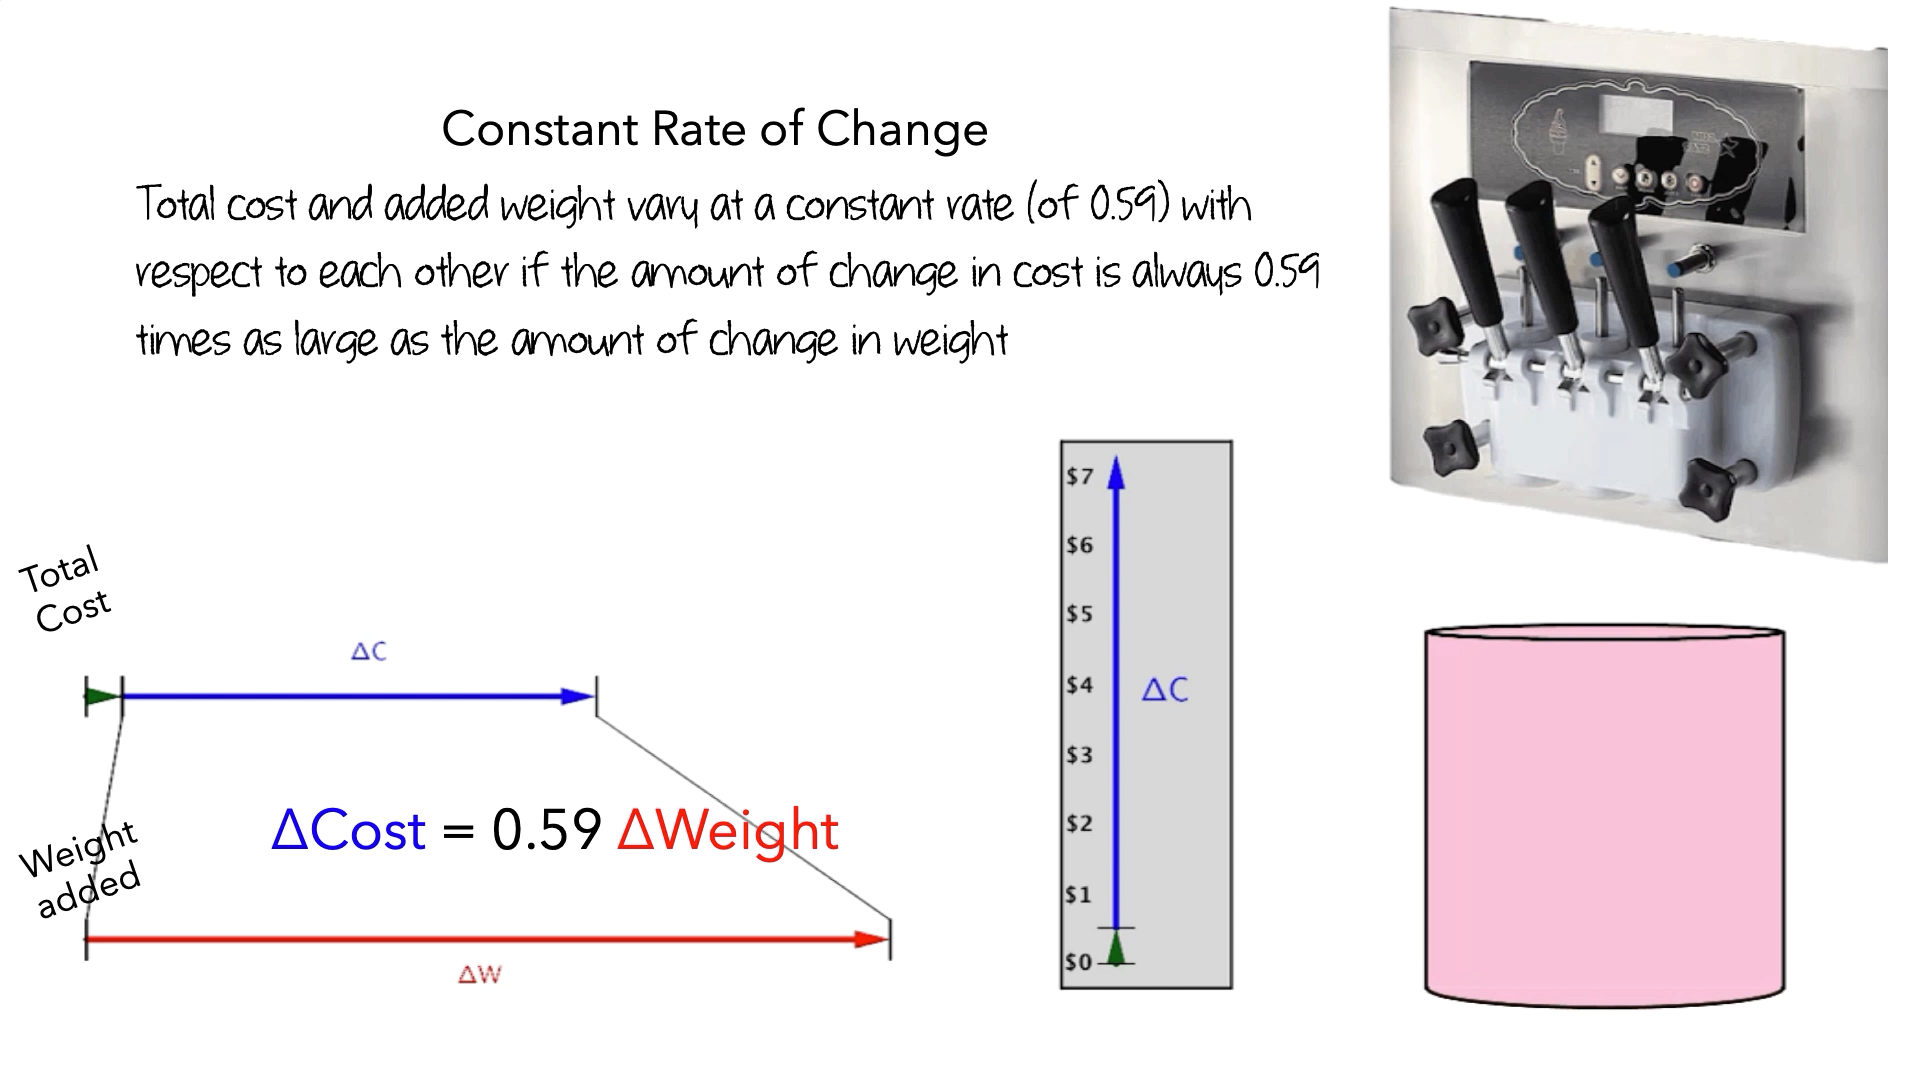 Constant Rate of Change
Total cost and added weight vary at a constant rate (of 0.59) with
respect to each other if the amount of change in cost is always 0.59
times as large as the amount of change in weight
Total
Cost
ΔC
ΔCost = 0.59 ΔWeight
Weight
added
ΔW
$7
$6
$5
$4
$3
$2
$1
$0
ΔC